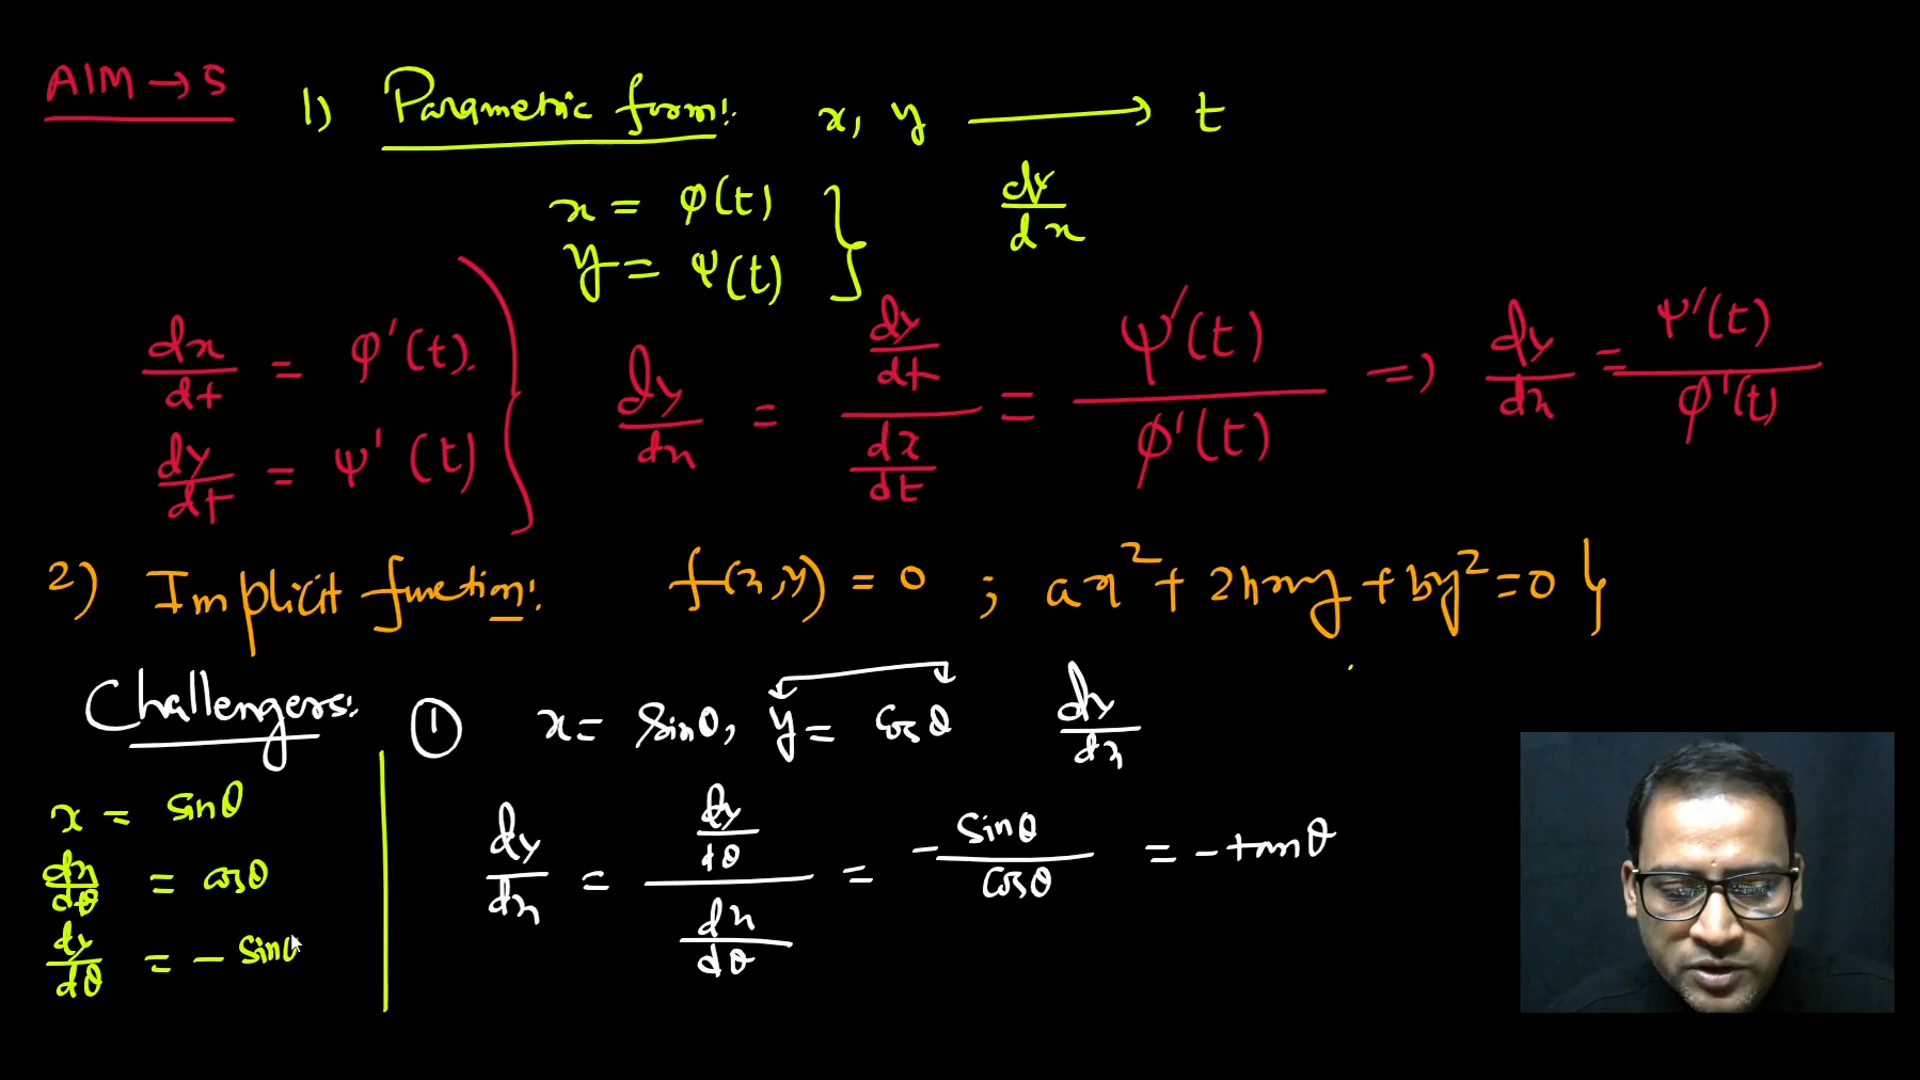 AIM → 5
1) Parametric form: x, y → t
x = φ(t)
y = ψ(t) }
dy/dx
dx/dt = φ'(t).
dy/dt = ψ'(t) }
dy/dx = (dy/dt)/(dx/dt) = ψ'(t)/φ'(t) => dy/dx = ψ'(t)/φ'(t)
2) Implicit function: f(x,y) = 0 ; ax² + 2hxy + by² = 0 }
Challengers:
① x = sinθ, y = cosθ dy/dx
x = sinθ
dx/dθ = cosθ
dy/dθ = - sinθ
dy/dx = (dy/dθ)/(dx/dθ) = - sinθ/cosθ = - tanθ